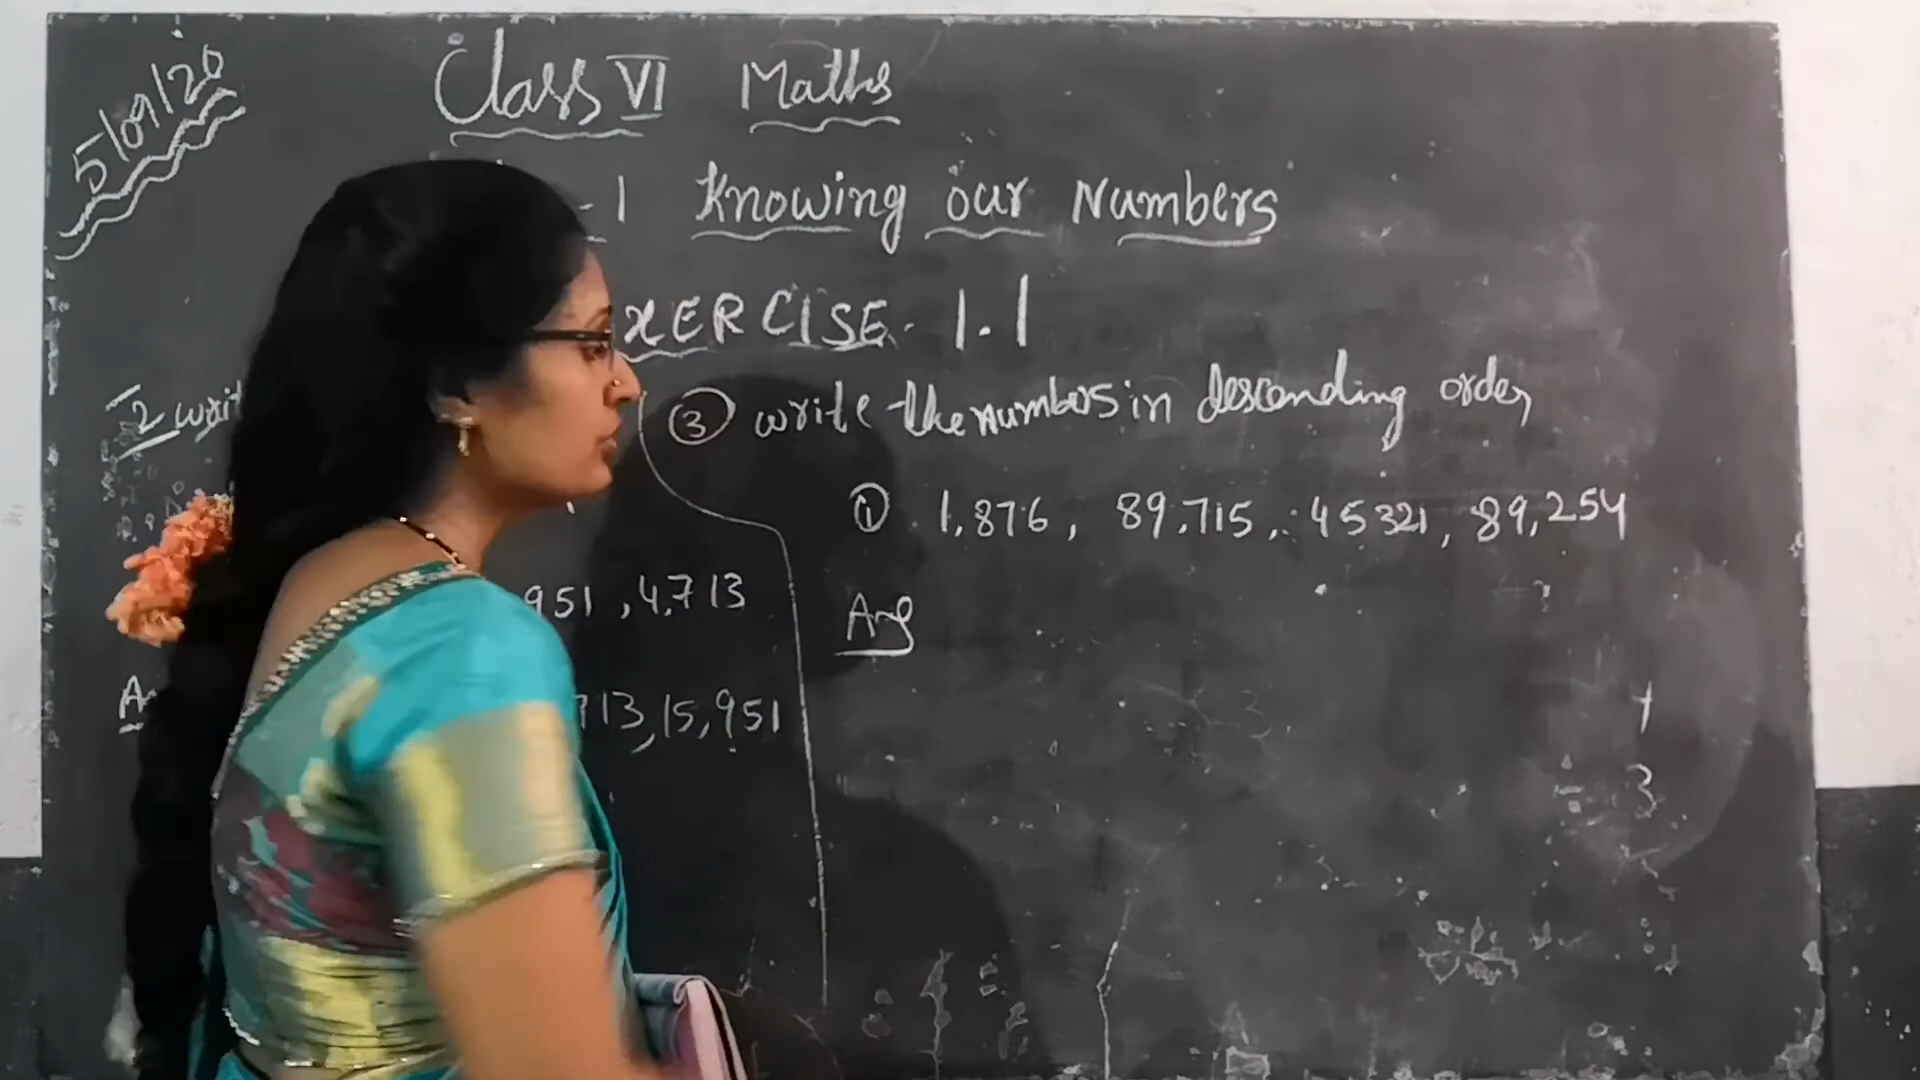 5/09/20
Class VI Maths
-1 Knowing our Numbers
XERCISE. 1.1
2 writ
951, 4,713
713, 15,951
③ write the numbers in descending order
① 1,876, 89,715, 45321, 89,254
Ans
3